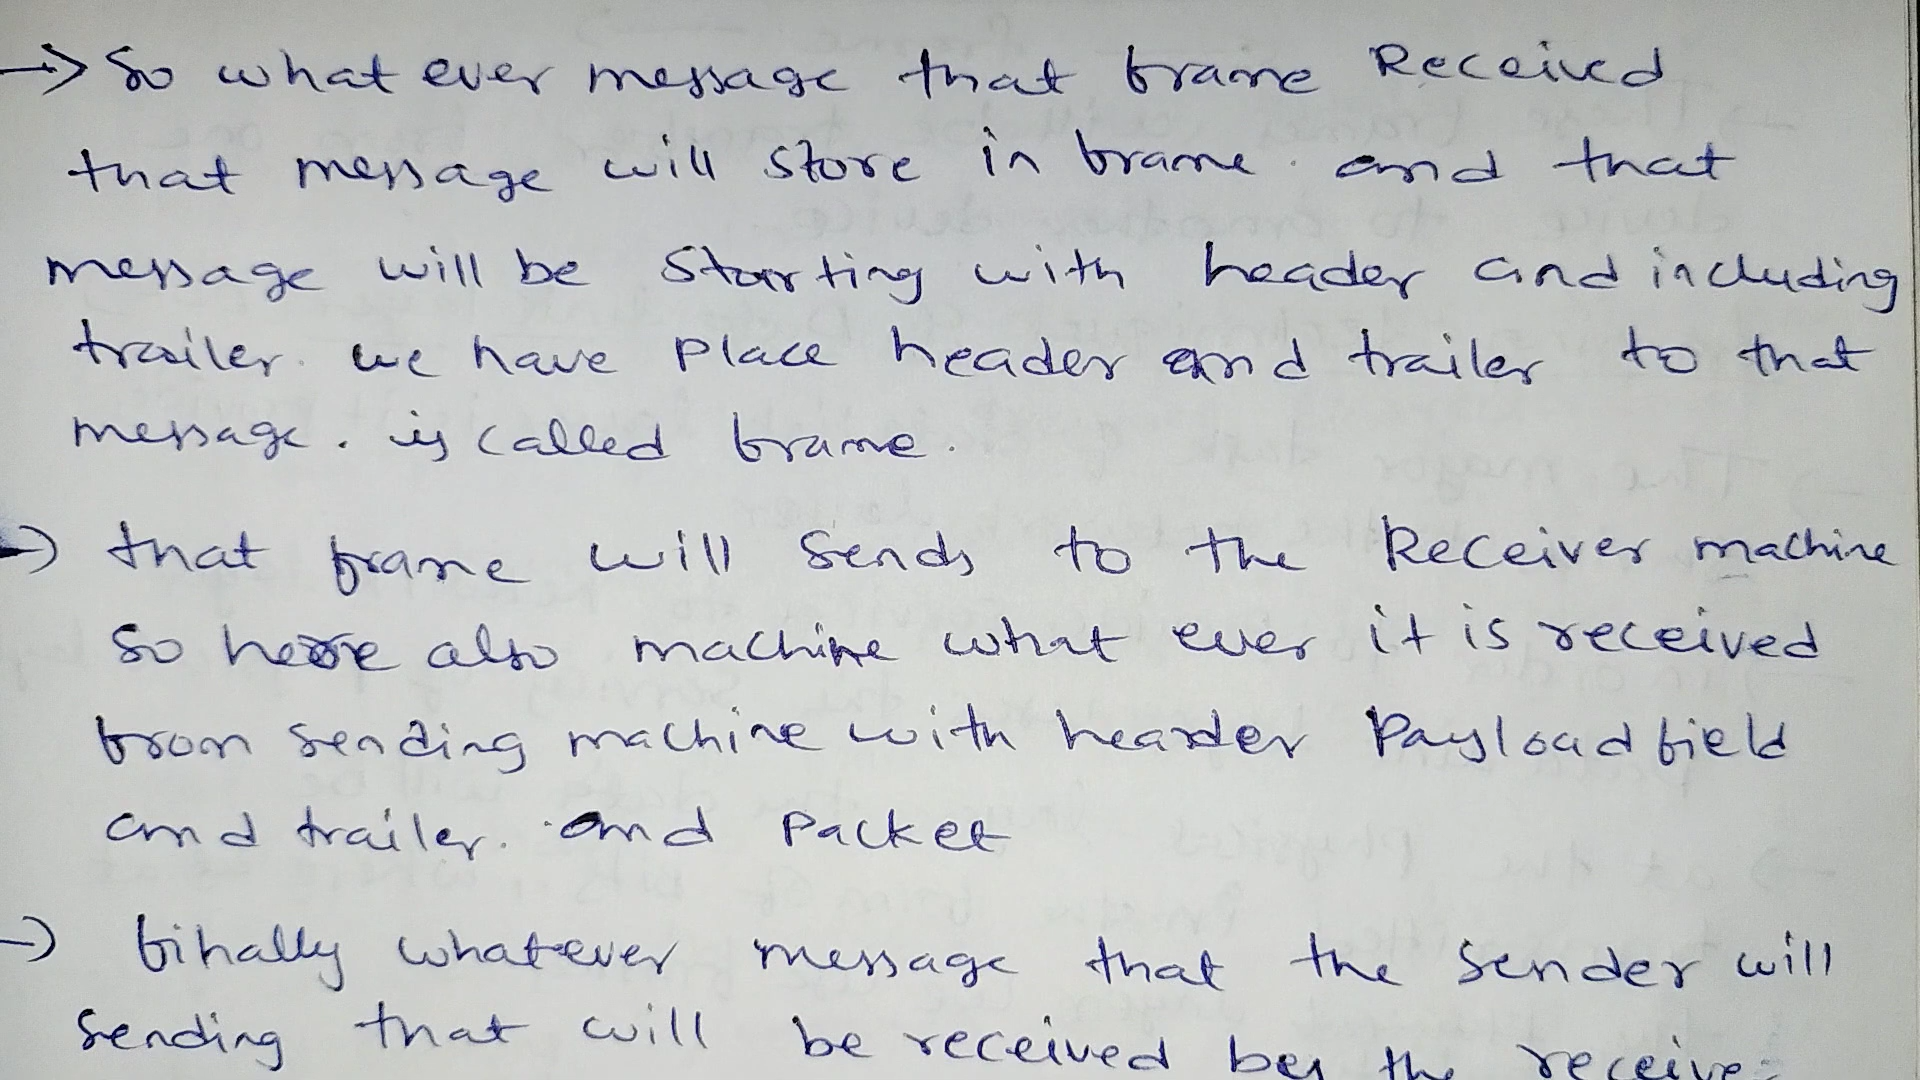 → So what ever message that frame Received
that message will store in frame. and that
message will be Starting with header and including
trailer. we have place header and trailer to that
message. is called frame.
→ that frame will sends to the Receiver machine
So here also machine what ever it is received
from sending machine with hearder Payload field
and trailer. and Packet
→ finally whatever message that the Sender will
Sending that will be received by the receiver